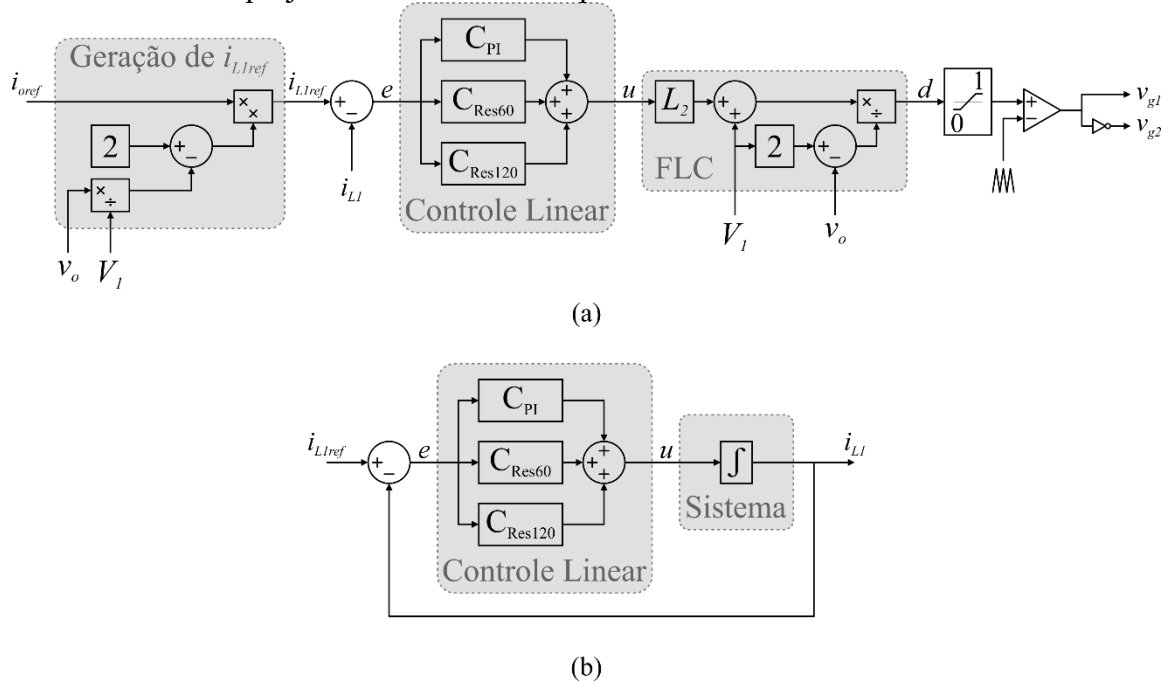 Geração de i_L1ref
i_oref
i_L1ref
e
C_PI
C_Res60
C_Res120
Controle Linear
i_L1
u
L_2
2
FLC
V_1
v_o
d
1
0
v_g1
v_g2
2
v_o
V_1
(a)
i_L1ref
e
C_PI
C_Res60
C_Res120
Controle Linear
u
∫
Sistema
i_L1
(b)